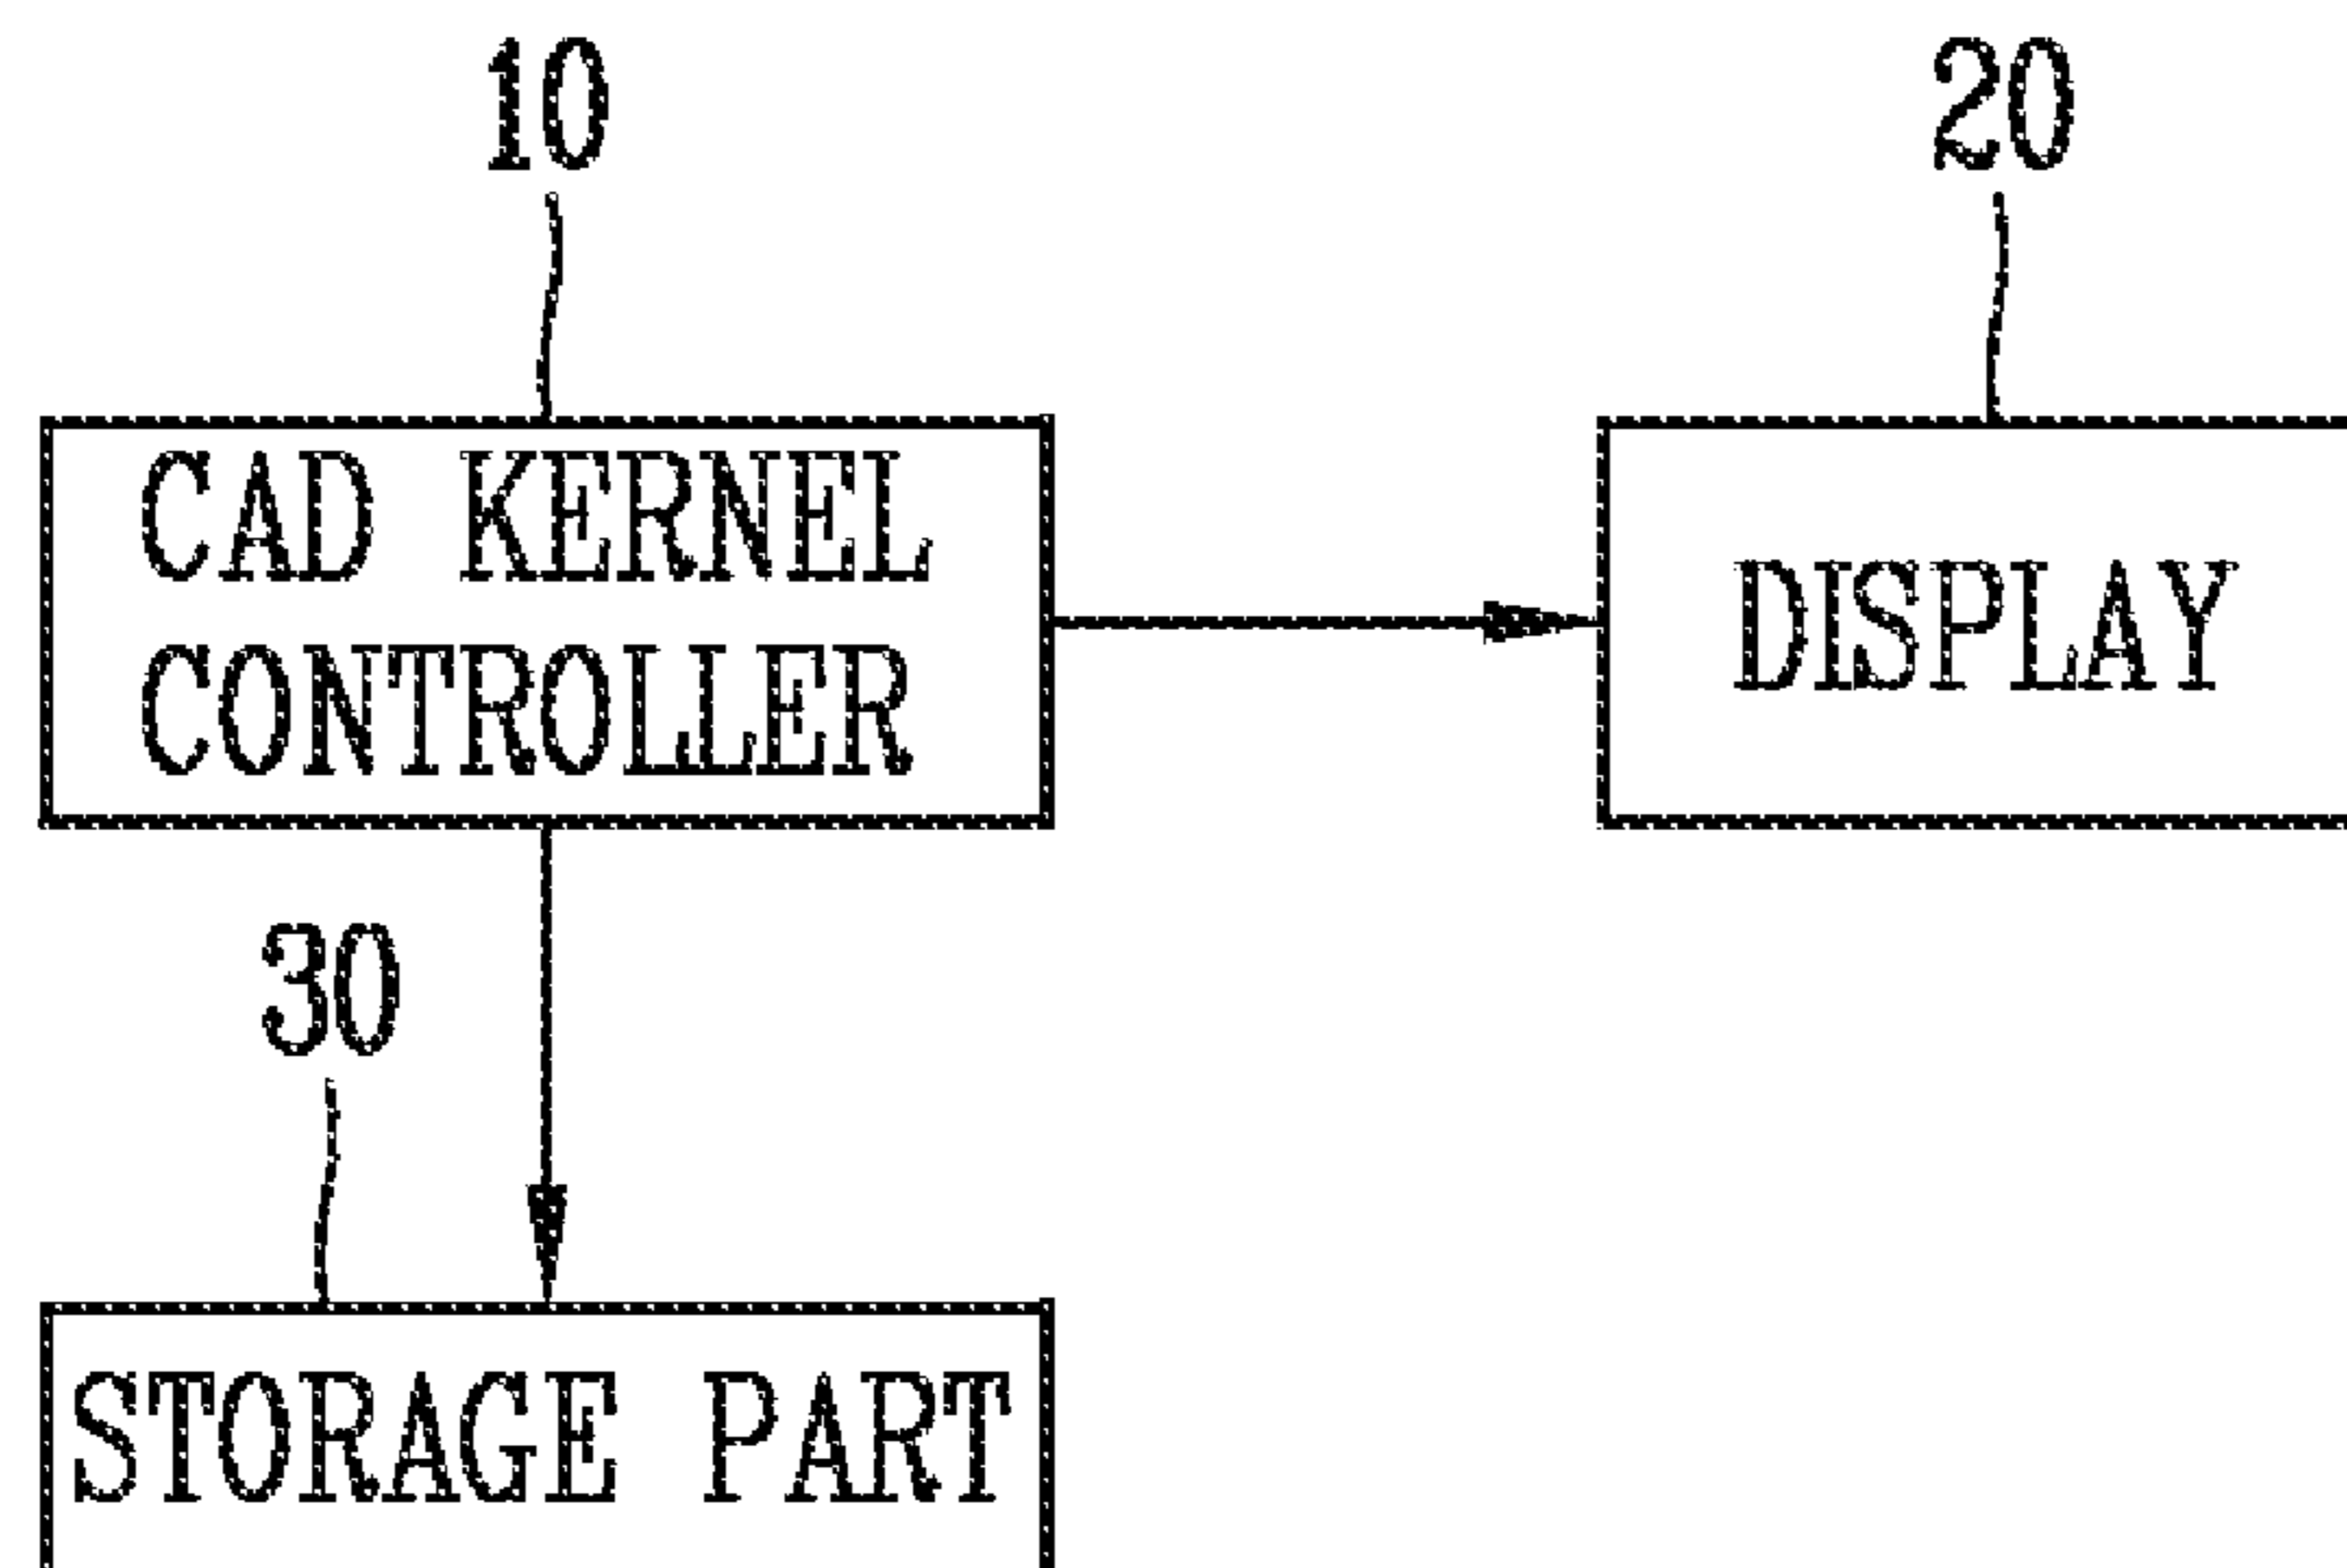 10
20
CAD KERNEL
CONTROLLER
DISPLAY
30
STORAGE PART